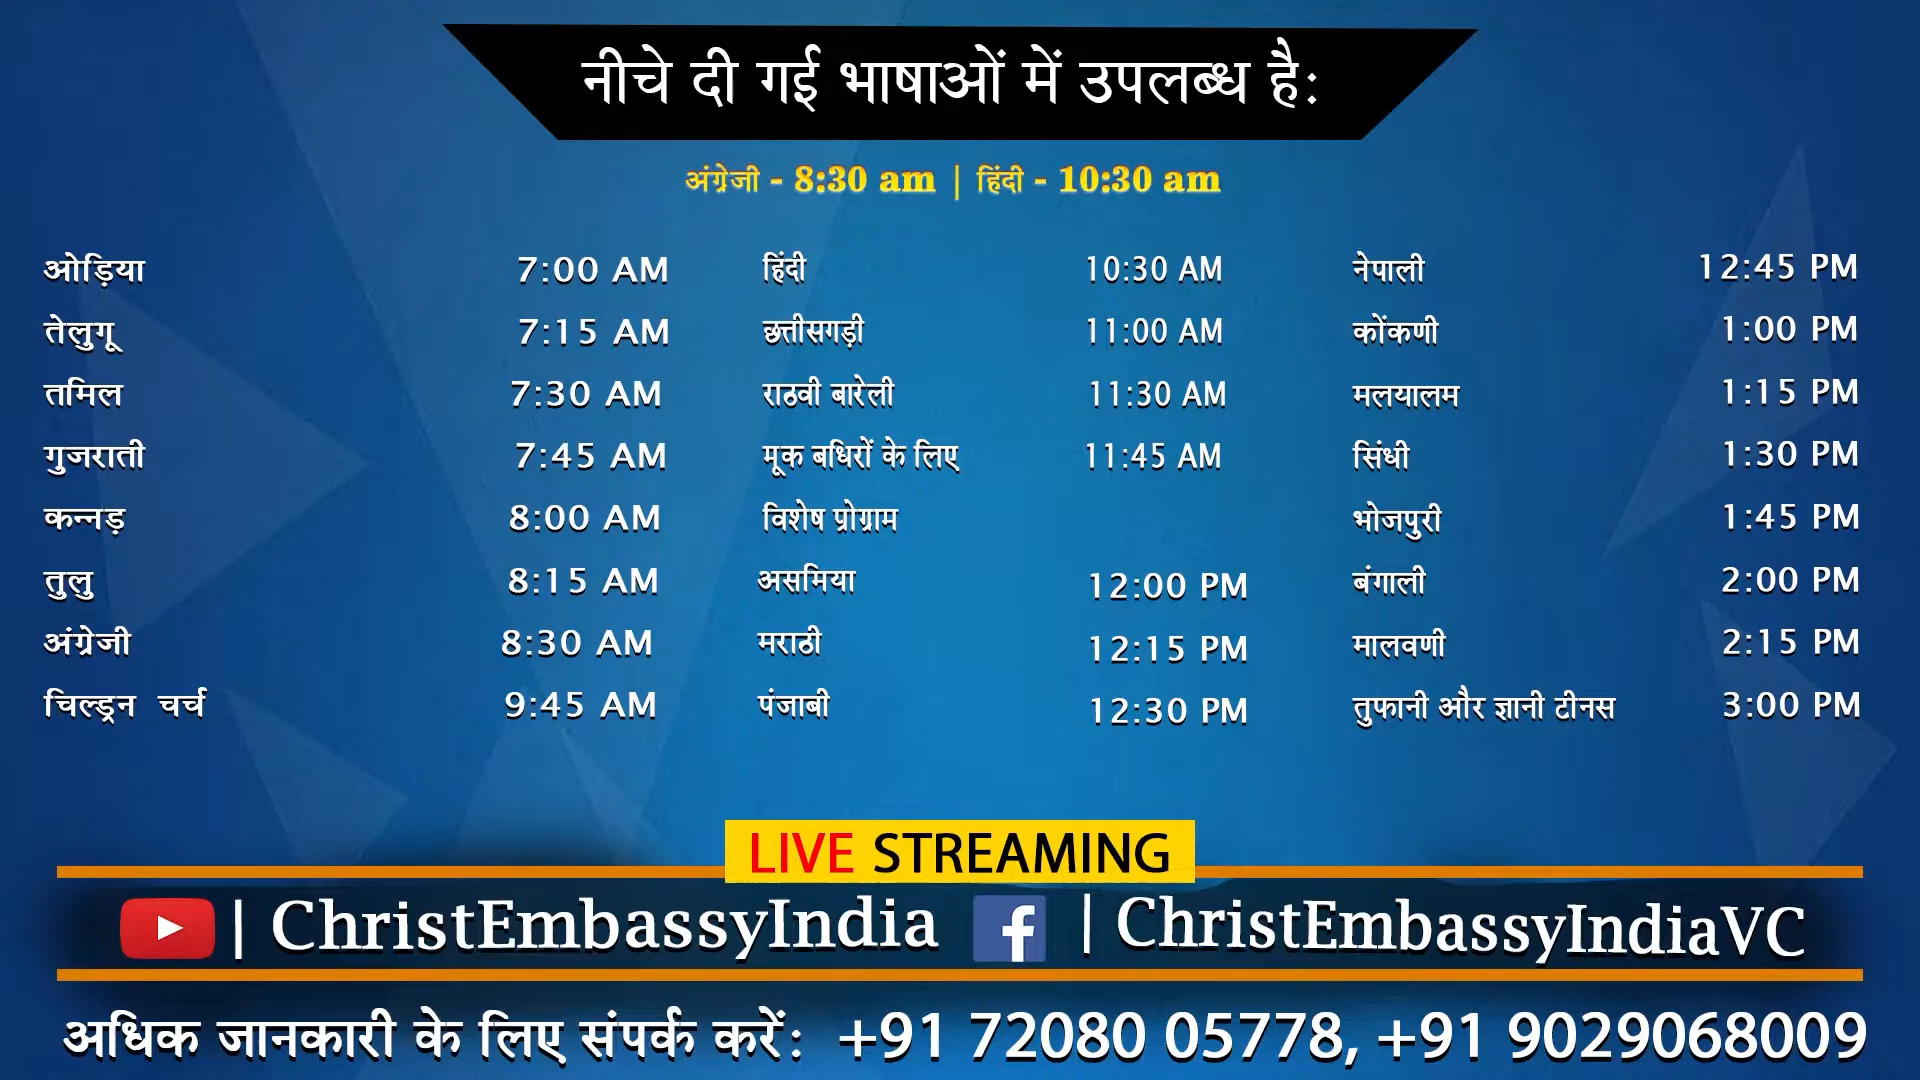 नीचे दी गई भाषाओं में उपलब्ध है:
अंग्रेजी - 8:30 am | हिंदी - 10:30 am
ओड़िया 7:00 AM
तेलुगू 7:15 AM
तमिल 7:30 AM
गुजराती 7:45 AM
कन्नड़ 8:00 AM
तुलु 8:15 AM
अंग्रेजी 8:30 AM
चिल्ड्रन चर्च 9:45 AM
हिंदी 10:30 AM
छत्तीसगड़ी 11:00 AM
राठवी बारेली 11:30 AM
मूक बधिरों के लिए 11:45 AM
विशेष प्रोग्राम
असमिया 12:00 PM
मराठी 12:15 PM
पंजाबी 12:30 PM
नेपाली 12:45 PM
कोंकणी 1:00 PM
मलयालम 1:15 PM
सिंधी 1:30 PM
भोजपुरी 1:45 PM
बंगाली 2:00 PM
मालवणी 2:15 PM
तुफानी और ज्ञानी टीनस 3:00 PM
LIVE STREAMING
| ChristEmbassyIndia | ChristEmbassyIndiaVC
अधिक जानकारी के लिए संपर्क करें: +91 72080 05778, +91 9029068009